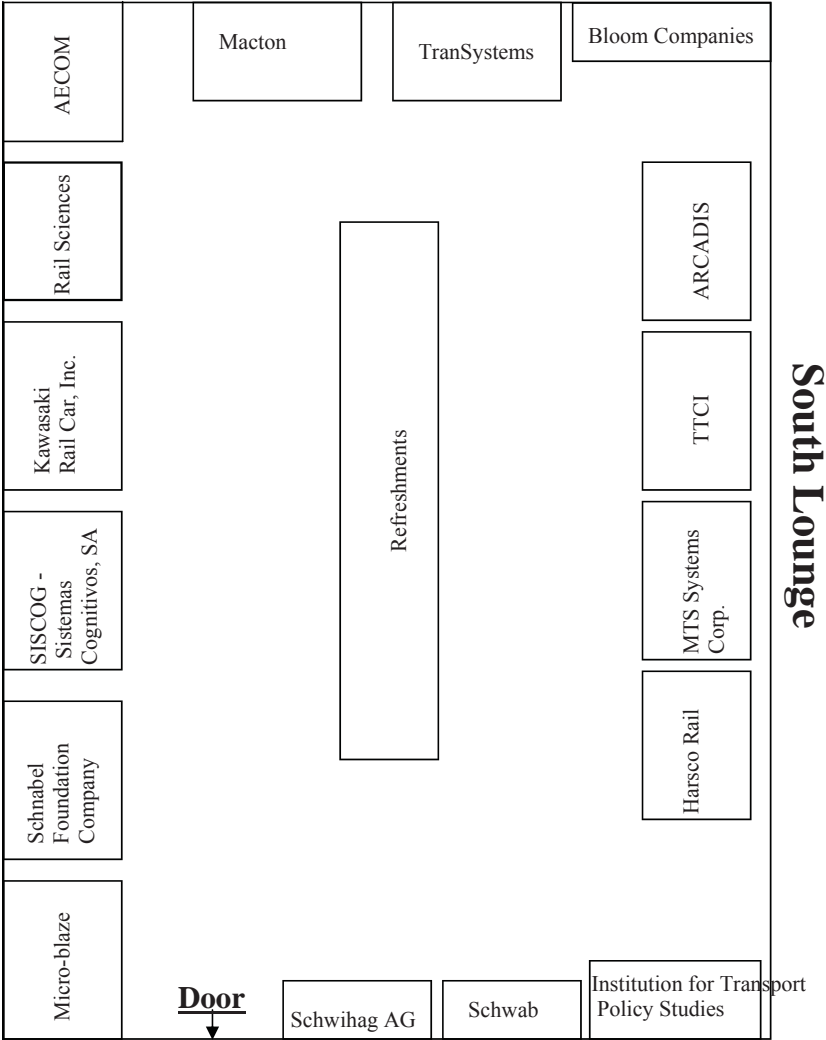 Macton
TranSystems
Bloom Companies
AECOM
Rail Sciences
Kawasaki
Rail Car, Inc.
SISCOG -
Sistemas
Cognitivos, SA
Schnabel
Foundation
Company
Micro-blaze
Refreshments
ARCADIS
TTCI
MTS Systems
Corp.
Harsco Rail
South Lounge
Door
Schwihag AG
Schwab
Institution for Transport
Policy Studies